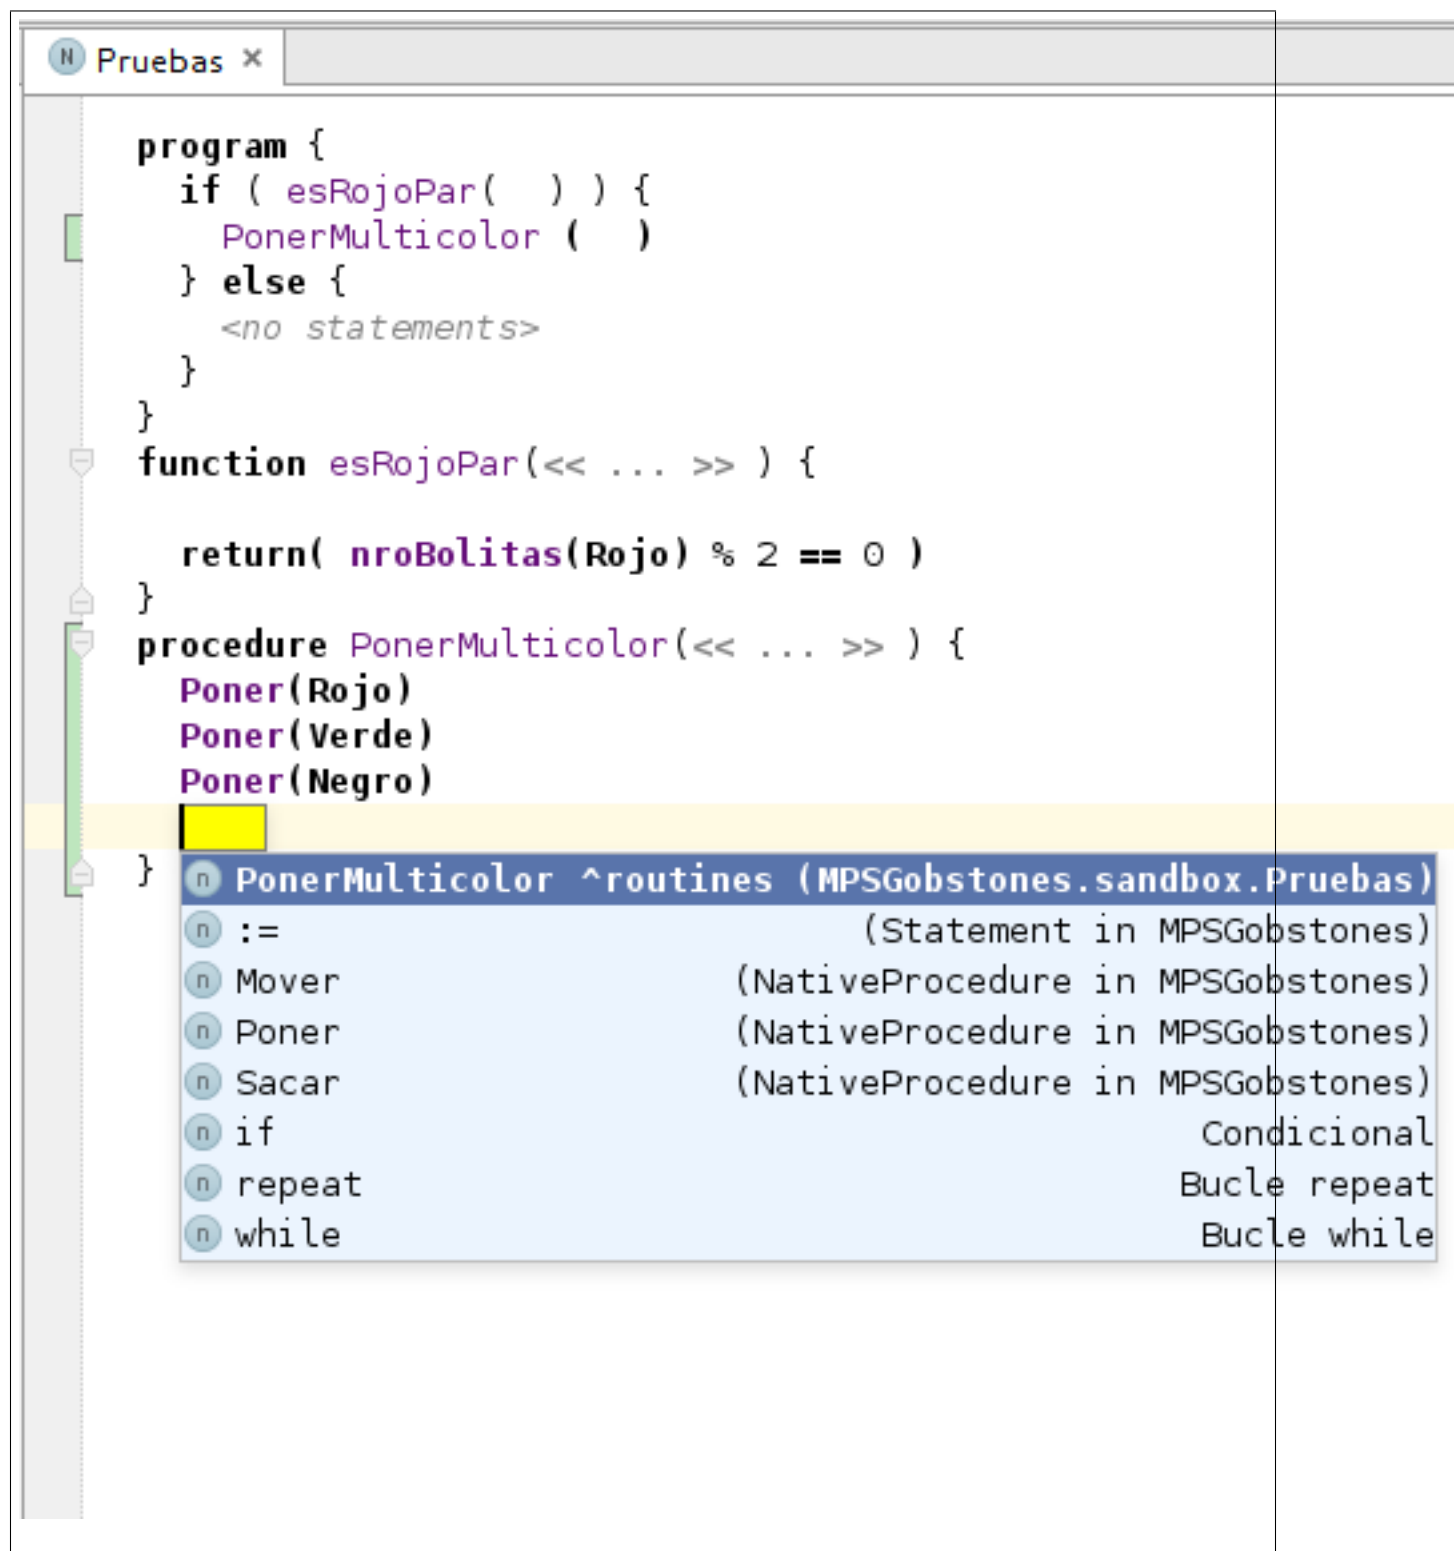 N Pruebas ×
program {
if ( esRojoPar( ) ) {
PonerMulticolor ( )
} else {
<no statements>
}
}
function esRojoPar(<< ... >> ) {
return( nroBolitas(Rojo) % 2 == 0 )
}
procedure PonerMulticolor(<< ... >> ) {
Poner(Rojo)
Poner(Verde)
Poner(Negro)
}
n PonerMulticolor ^routines (MPSGobstones.sandbox.Pruebas)
n := (Statement in MPSGobstones)
n Mover (NativeProcedure in MPSGobstones)
n Poner (NativeProcedure in MPSGobstones)
n Sacar (NativeProcedure in MPSGobstones)
n if Condicional
n repeat Bucle repeat
n while Bucle while